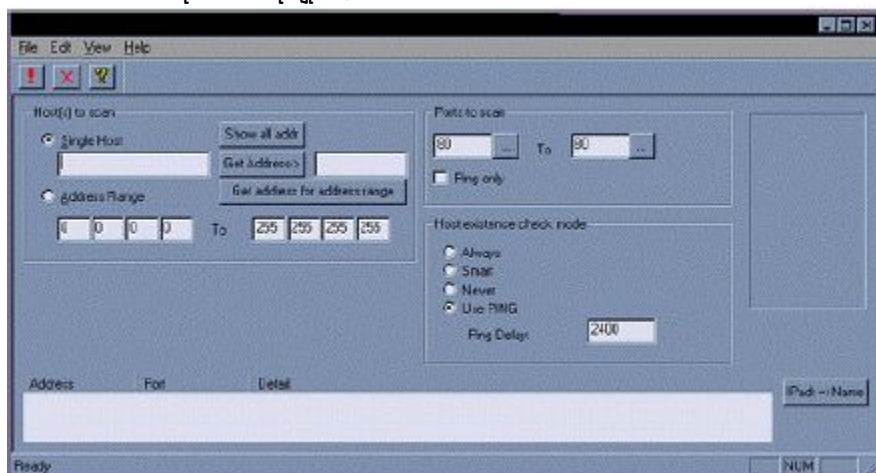 File Edit View Help
Host(s) to scan
Single Host
Show all addr
Get Address>
Get address for address range
Address Range
0 0 0 0 To 255 255 255 255
Ports to scan
80 ... To 80 ...
Ping only
Host existence check mode
Always
Smart
Never
Use PING
Ping Delay: 2400
Address Port Detail
Ready
NUM